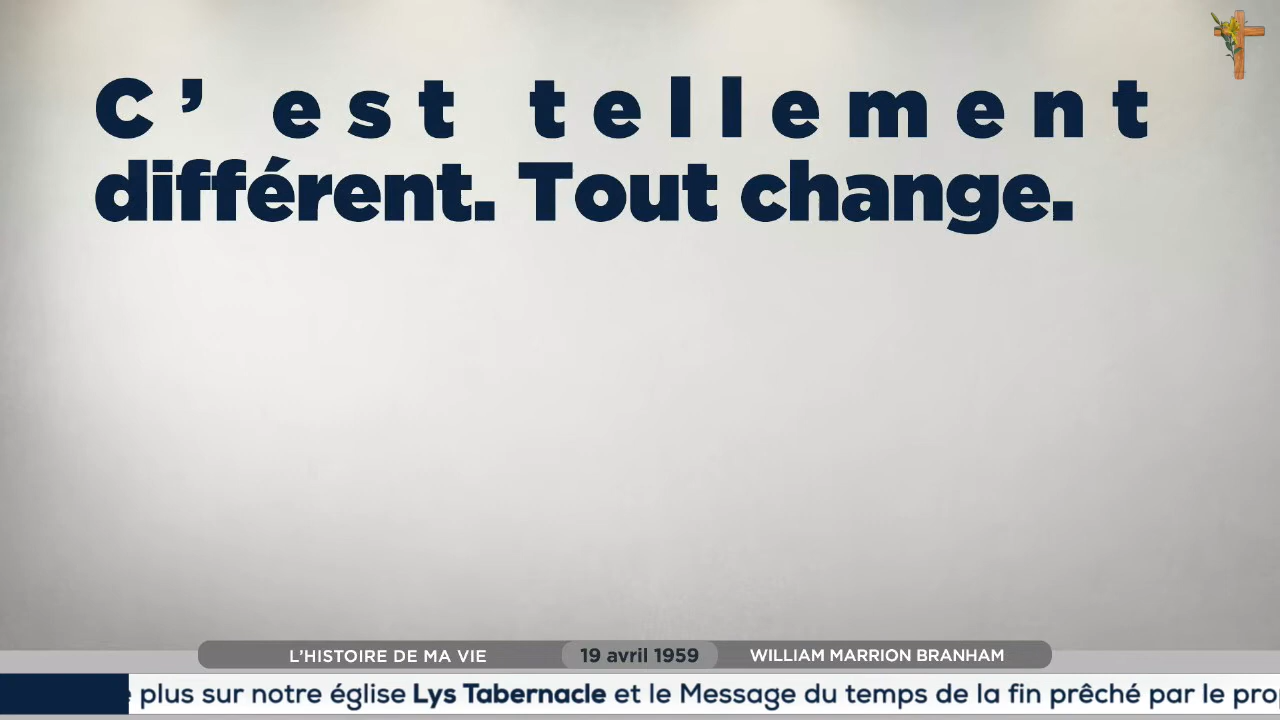 C’ est tellement
différent. Tout change.
L’HISTOIRE DE MA VIE 19 avril 1959 WILLIAM MARRION BRANHAM
plus sur notre église Lys Tabernacle et le Message du temps de la fin prêché par le